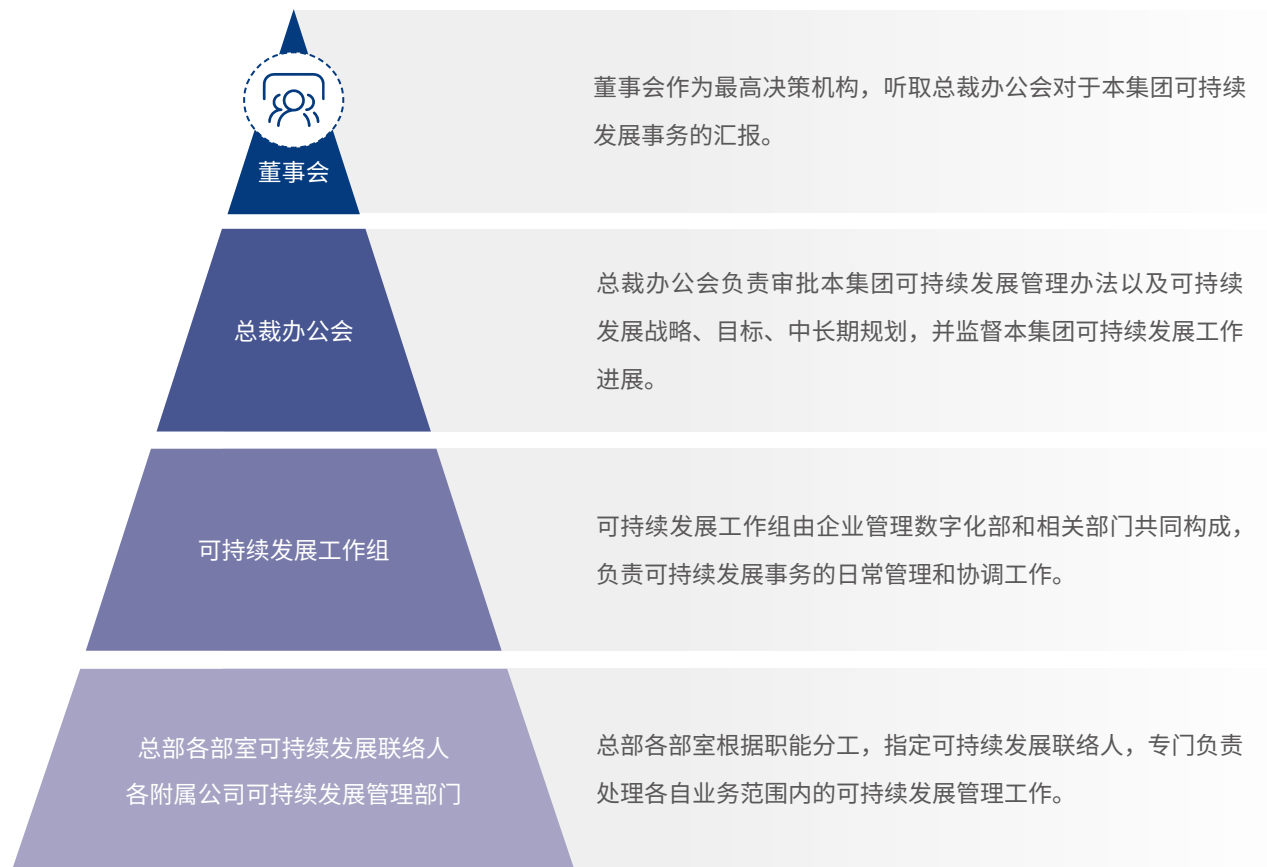 董事会
董事会作为最高决策机构，听取总裁办公会对于本集团可持续
发展事务的汇报。
总裁办公会
总裁办公会负责审批本集团可持续发展管理办法以及可持续
发展战略、目标、中长期规划，并监督本集团可持续发展工作
进展。
可持续发展工作组
可持续发展工作组由企业管理数字化部和相关部门共同构成，
负责可持续发展事务的日常管理和协调工作。
总部各部室可持续发展联络人
各附属公司可持续发展管理部门
总部各部室根据职能分工，指定可持续发展联络人，专门负责
处理各自业务范围内的可持续发展管理工作。